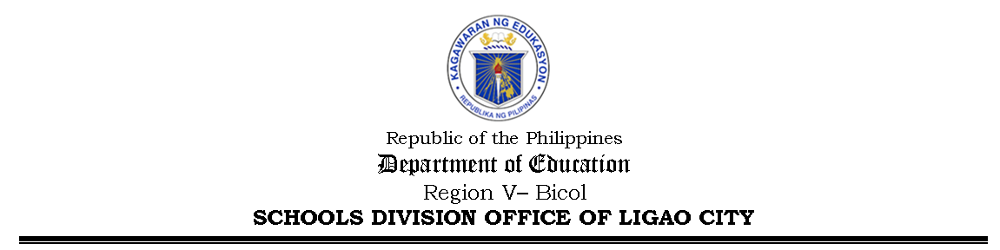 KAGAWARAN NG EDUKASYON
REPUBLIKA NG PILIPINAS
Republic of the Philippines
Department of Education
Region V– Bicol
SCHOOLS DIVISION OFFICE OF LIGAO CITY